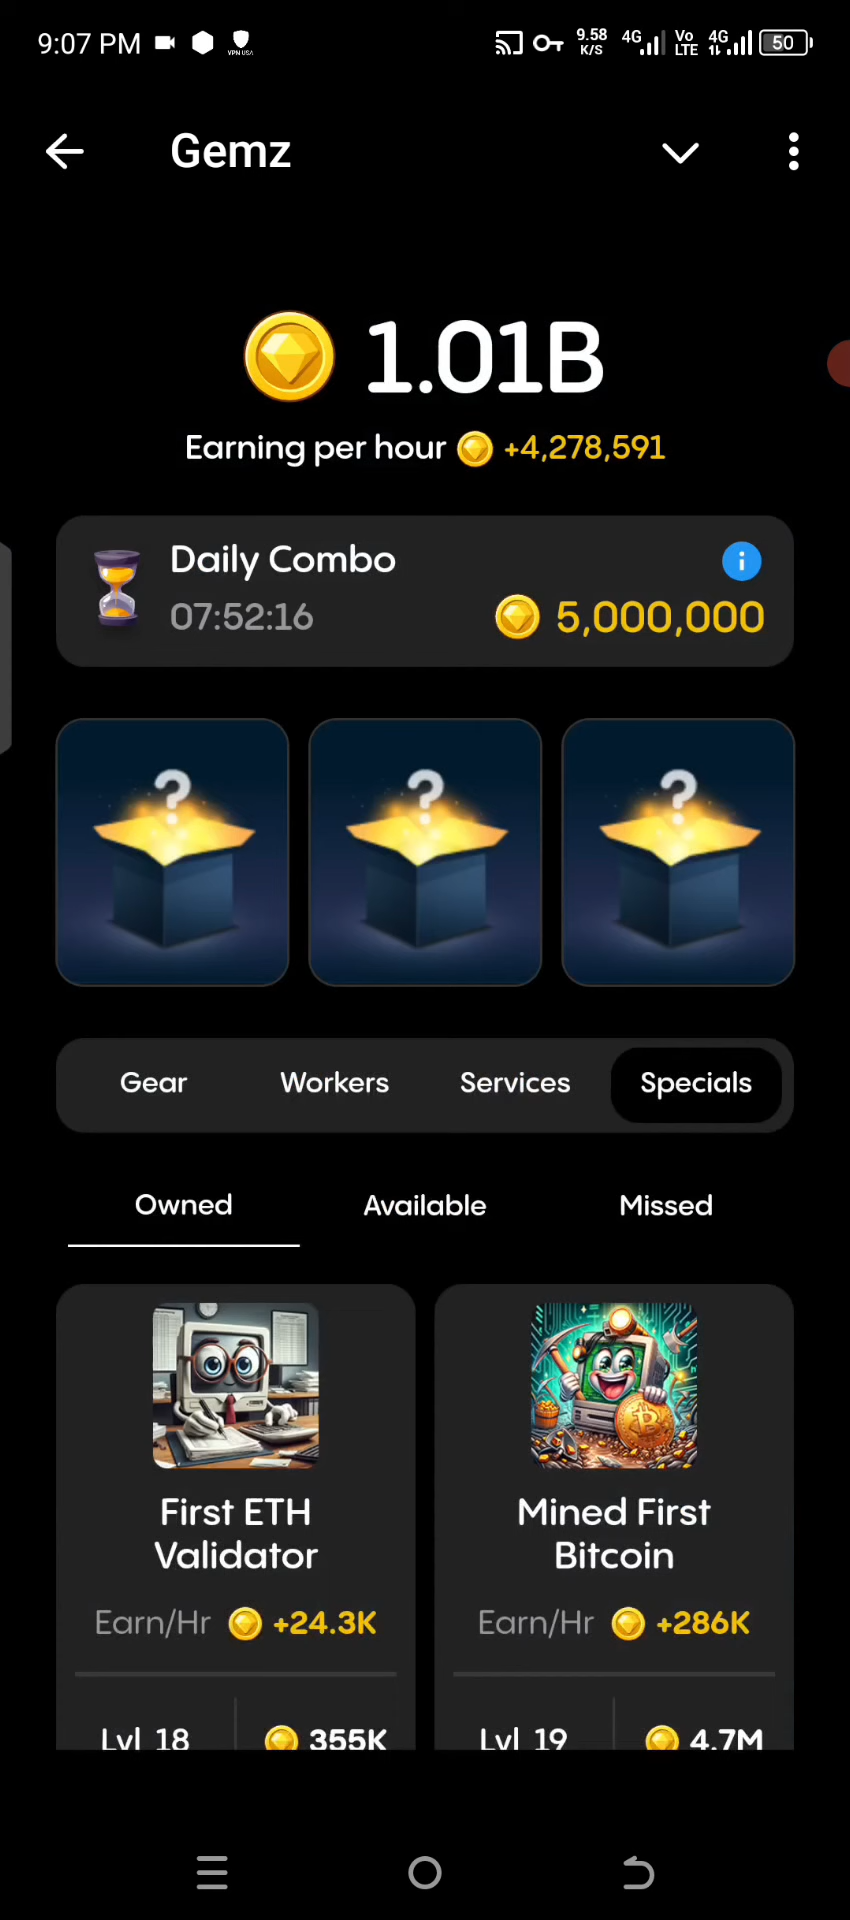 9:07 PM
VPN USA
9.58 K/S 4G Vo LTE 4G 50
Gemz
1.01B
Earning per hour +4,278,591
Daily Combo
07:52:16 5,000,000
? ? ?
Gear Workers Services Specials
Owned Available Missed
First ETH
Validator
Earn/Hr +24.3K
Lvl 18 355K
Mined First
Bitcoin
Earn/Hr +286K
Lvl 19 4.7M